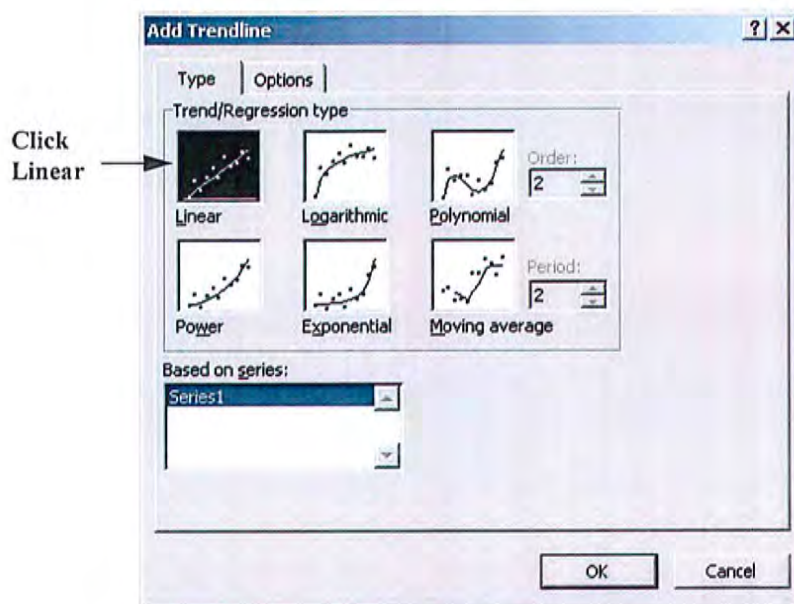 Add Trendline
Type Options
Trend/Regression type
Click
Linear
Order:
2
Linear Logarithmic Polynomial
Period:
2
Power Exponential Moving average
Based on series:
Series1
OK Cancel